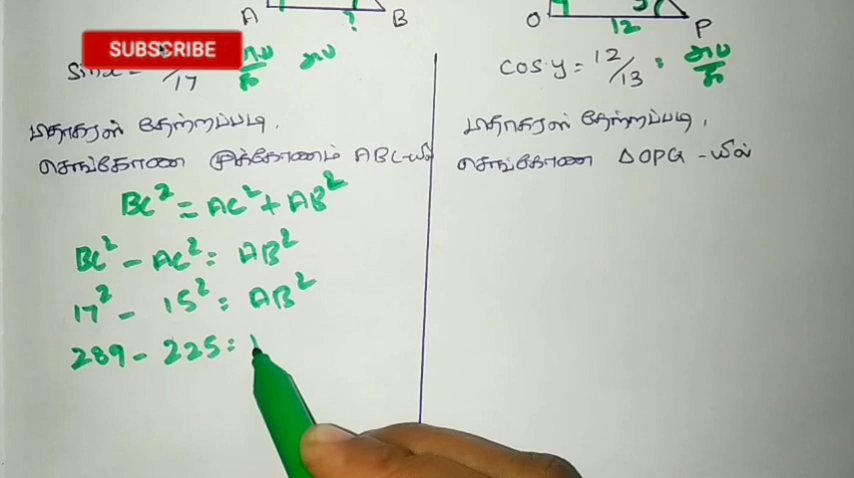 A ? B
SUBSCRIBE
/17
பிதாகரஸ் தேற்றப்படி,
செங்கோண முக்கோணம் ABC-யில்
BC² = AC² + AB²
BC² - AC² = AB²
17² - 15² = AB²
289 - 225 =
O 12 P
cos y = 12/13 =
பிதாகரஸ் தேற்றப்படி,
செங்கோண ΔOPQ -யில்